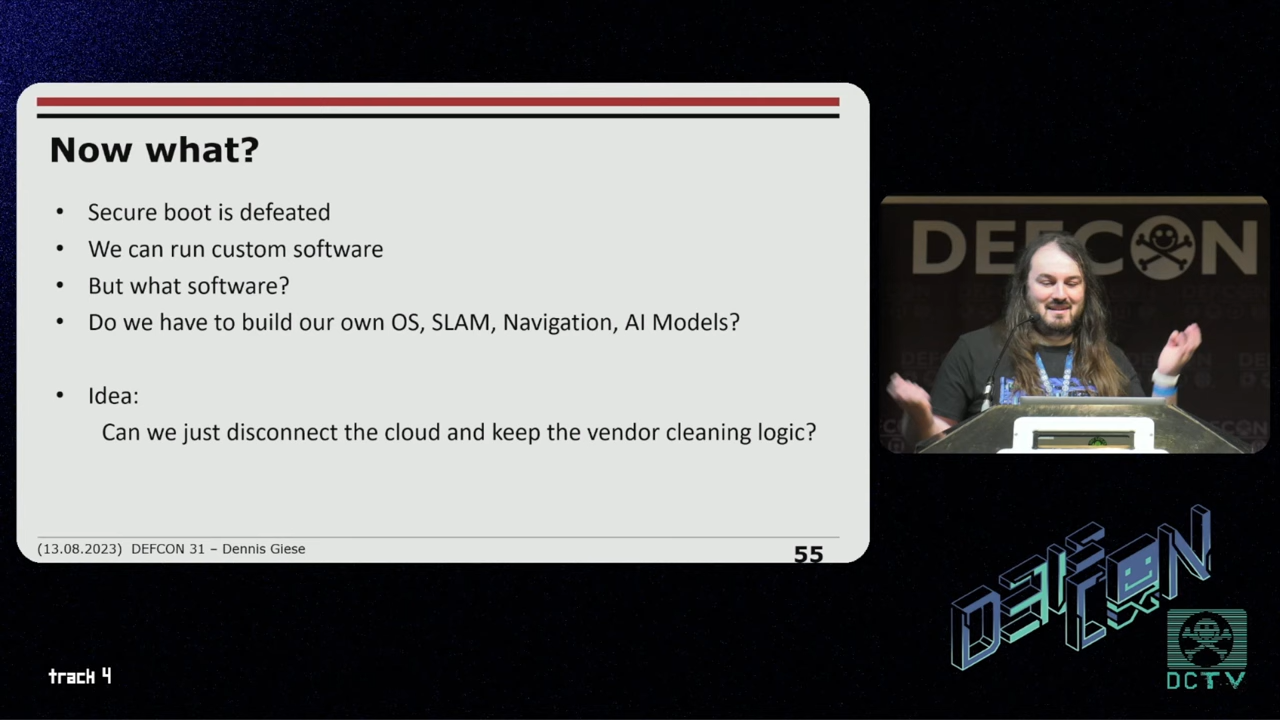 Now what?
• Secure boot is defeated
• We can run custom software
• But what software?
• Do we have to build our own OS, SLAM, Navigation, AI Models?
• Idea:
Can we just disconnect the cloud and keep the vendor cleaning logic?
(13.08.2023) DEFCON 31 – Dennis Giese
55
DEFCON
DEFCON
track 4
DCTV